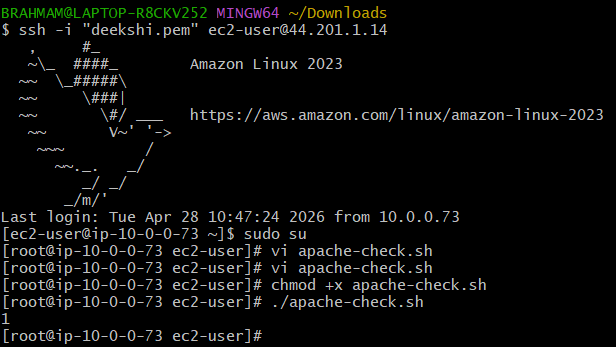 BRAHMAM@LAPTOP-R8CKV252 MINGW64 ~/Downloads
$ ssh -i "deekshi.pem" ec2-user@44.201.1.14
   ,     #_
   ~\_  ####_        Amazon Linux 2023
  ~~  \_#####\
  ~~     \###|
  ~~       \#/ ___   https://aws.amazon.com/linux/amazon-linux-2023
   ~~       V~' '->
    ~~~         /
      ~~._.   _/
         _/ _/
       _/m/'
Last login: Tue Apr 28 10:47:24 2026 from 10.0.0.73
[ec2-user@ip-10-0-0-73 ~]$ sudo su
[root@ip-10-0-0-73 ec2-user]# vi apache-check.sh
[root@ip-10-0-0-73 ec2-user]# vi apache-check.sh
[root@ip-10-0-0-73 ec2-user]# chmod +x apache-check.sh
[root@ip-10-0-0-73 ec2-user]# ./apache-check.sh
1
[root@ip-10-0-0-73 ec2-user]#